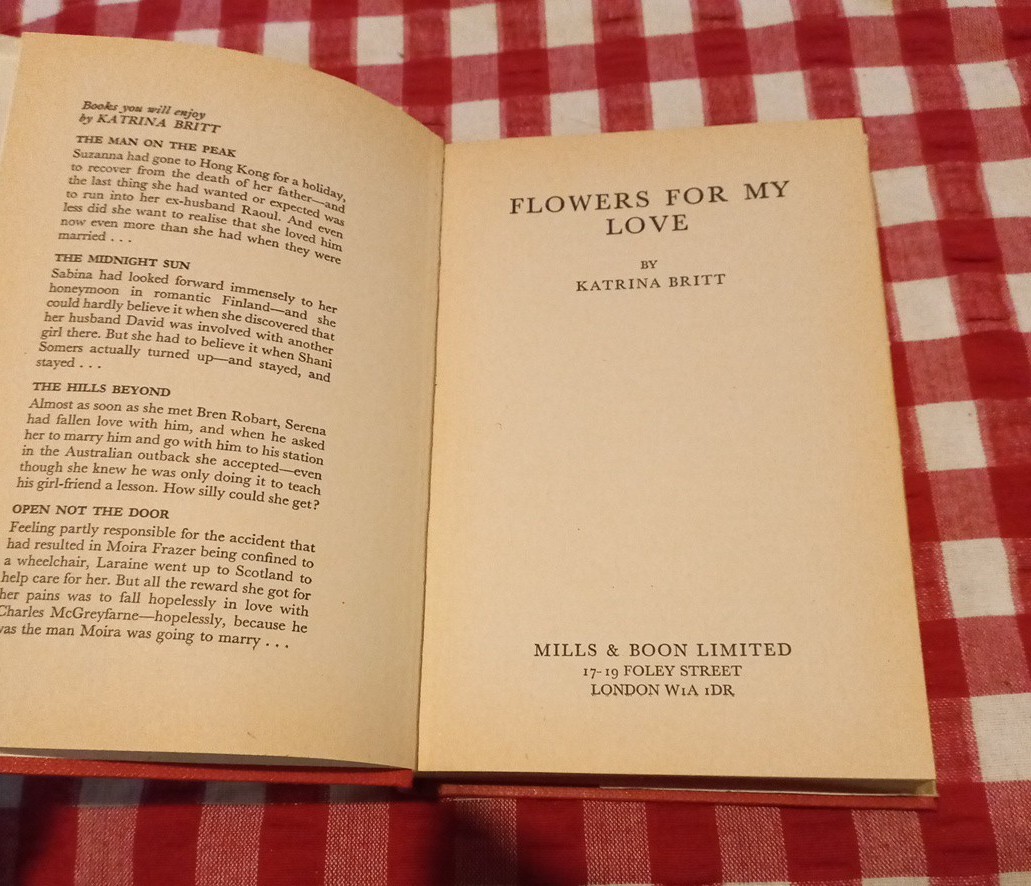 Books you will enjoy
by KATRINA BRITT
THE MAN ON THE PEAK
Suzanna had gone to Hong Kong for a holiday,
to recover from the death of her father—and
the last thing she had wanted or expected was
to run into her ex-husband Raoul. And even
less did she want to realise that she loved him
now even more than she had when they were
married . . .
THE MIDNIGHT SUN
Sabina had looked forward immensely to her
honeymoon in romantic Finland—and she
could hardly believe it when she discovered that
her husband David was involved with another
girl there. But she had to believe it when Shani
Somers actually turned up—and stayed, and
stayed . . .
THE HILLS BEYOND
Almost as soon as she met Bren Robart, Serena
had fallen love with him, and when he asked
her to marry him and go with him to his station
in the Australian outback she accepted—even
though she knew he was only doing it to teach
his girl-friend a lesson. How silly could she get?
OPEN NOT THE DOOR
Feeling partly responsible for the accident that
had resulted in Moira Frazer being confined to
a wheelchair, Laraine went up to Scotland to
help care for her. But all the reward she got for
her pains was to fall hopelessly in love with
Charles McGreyfarne—hopelessly, because he
was the man Moira was going to marry . . .
FLOWERS FOR MY
LOVE
BY
KATRINA BRITT
MILLS & BOON LIMITED
17-19 FOLEY STREET
LONDON W1A 1DR